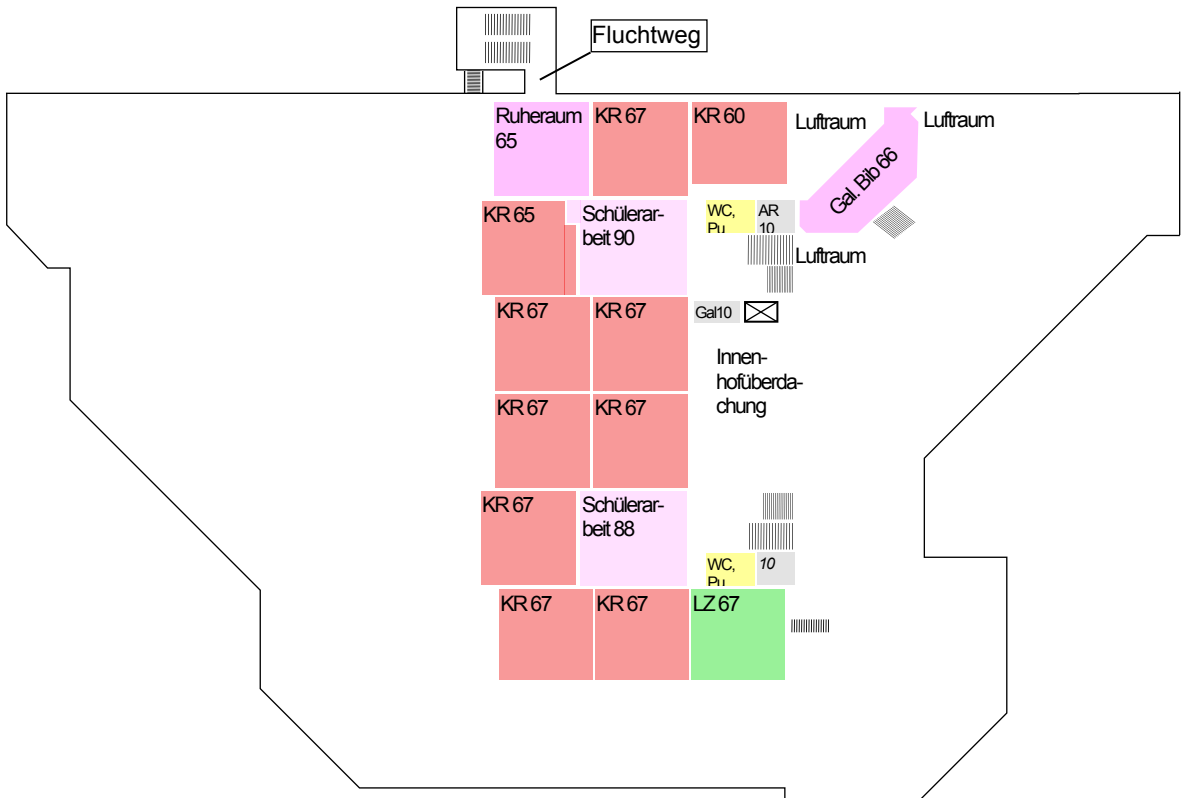 Fluchtweg
Ruheraum
65
KR 67
KR 60
Luftraum
Luftraum
Gal. Bib 66
KR 65
Schülerar-
beit 90
WC,
Pu
AR
10
Luftraum
KR 67
KR 67
Gal10
Innen-
hofüberda-
chung
KR 67
KR 67
KR 67
Schülerar-
beit 88
WC,
Pu
10
KR 67
KR 67
LZ 67